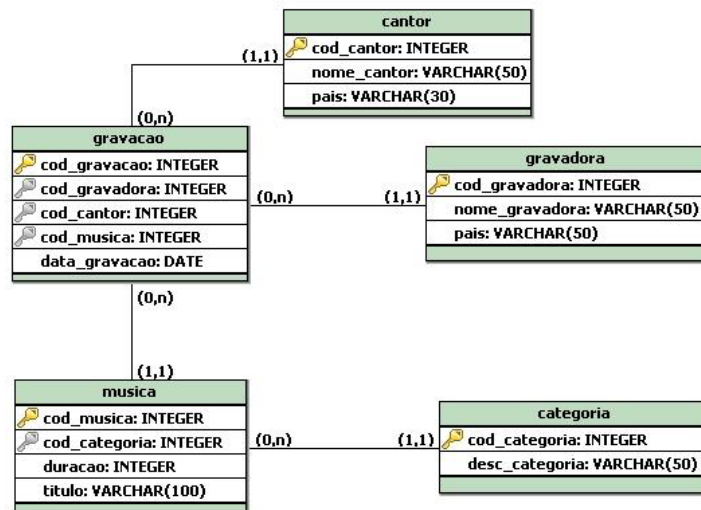 cantor
cod_cantor: INTEGER
nome_cantor: VARCHAR(50)
pais: VARCHAR(30)
(1,1)
(0,n)
gravacao
cod_gravacao: INTEGER
cod_gravadora: INTEGER
cod_cantor: INTEGER
cod_musica: INTEGER
data_gravacao: DATE
(0,n)
(1,1)
gravadora
cod_gravadora: INTEGER
nome_gravadora: VARCHAR(50)
pais: VARCHAR(50)
(0,n)
(1,1)
musica
cod_musica: INTEGER
cod_categoria: INTEGER
duracao: INTEGER
titulo: VARCHAR(100)
(0,n)
(1,1)
categoria
cod_categoria: INTEGER
desc_categoria: VARCHAR(50)